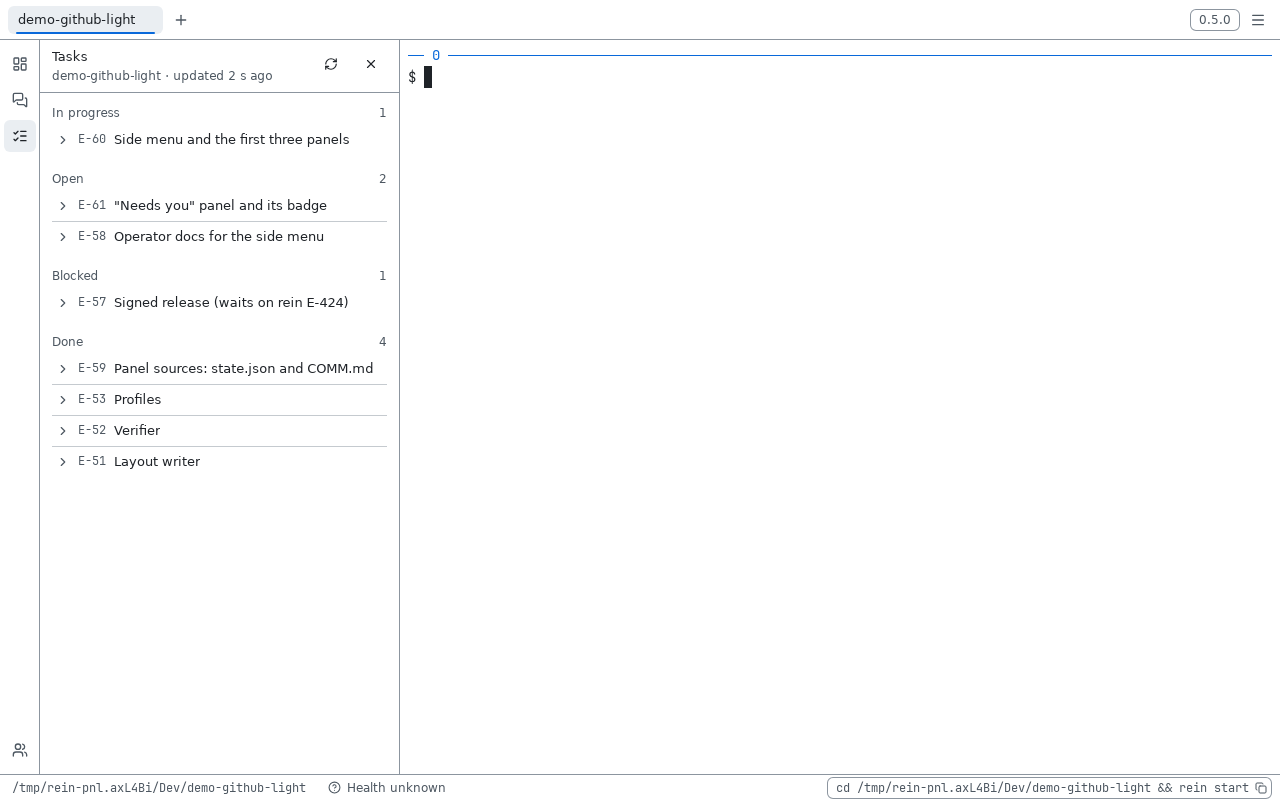 demo-github-light
0.5.0
Tasks
demo-github-light · updated 2 s ago
In progress 1
E-60 Side menu and the first three panels
Open 2
E-61 "Needs you" panel and its badge
E-58 Operator docs for the side menu
Blocked 1
E-57 Signed release (waits on rein E-424)
Done 4
E-59 Panel sources: state.json and COMM.md
E-53 Profiles
E-52 Verifier
E-51 Layout writer
0
$
/tmp/rein-pnl.axL4Bi/Dev/demo-github-light
Health unknown
cd /tmp/rein-pnl.axL4Bi/Dev/demo-github-light && rein start